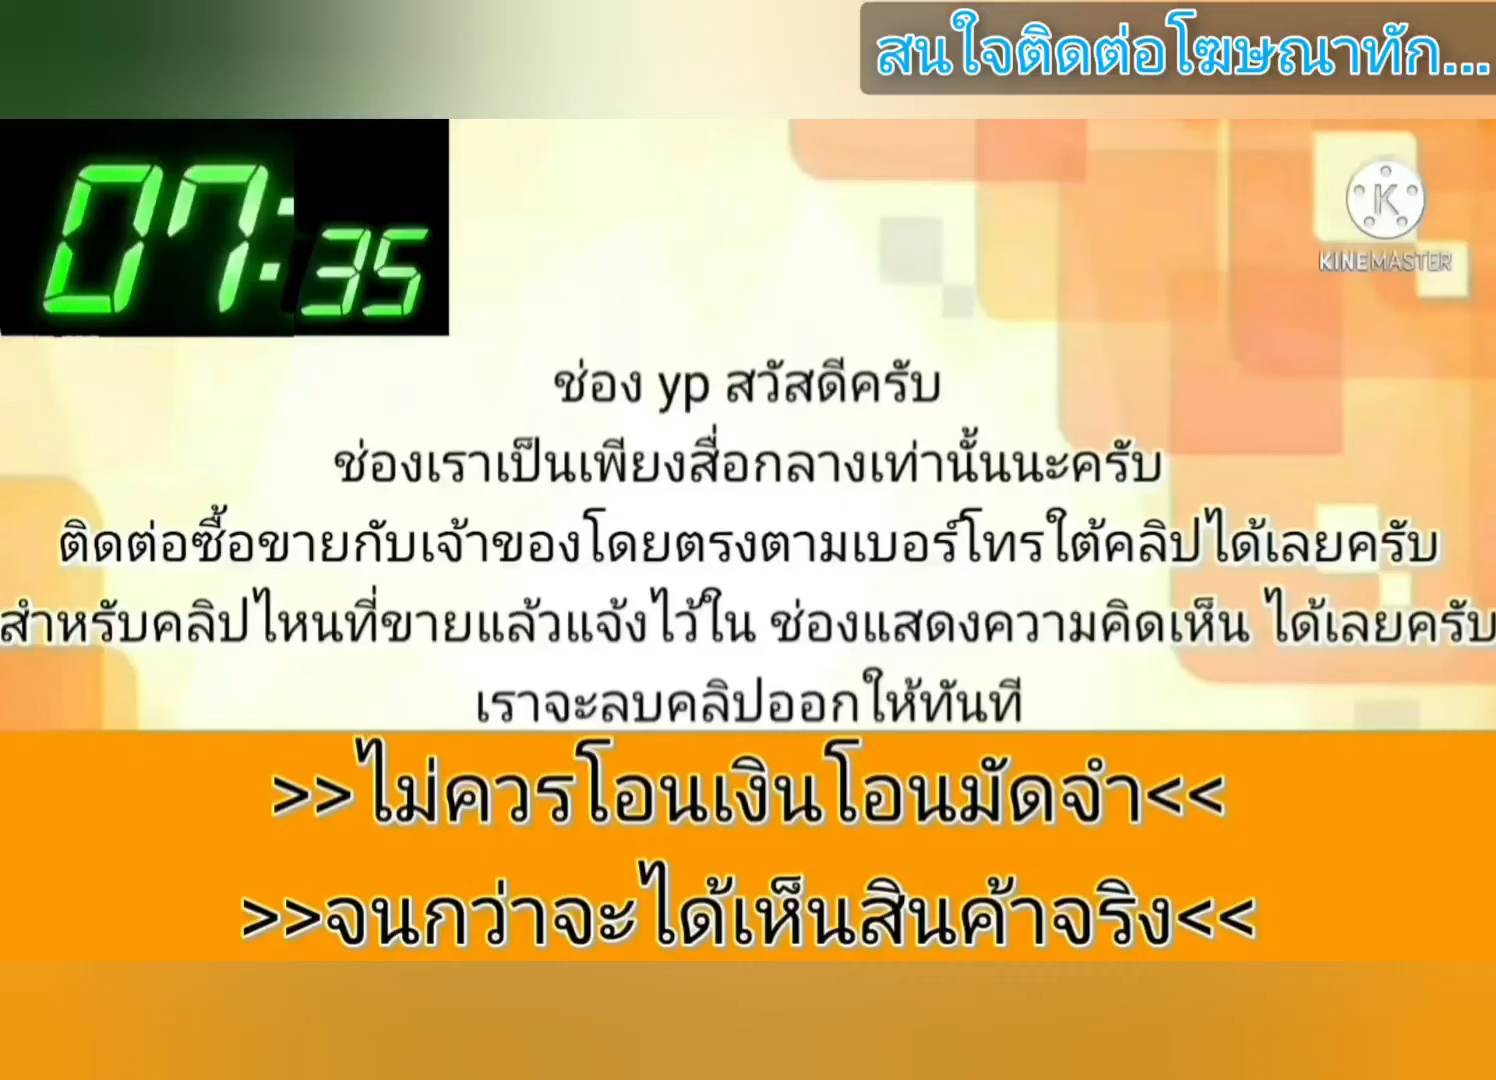 สนใจติดต่อโฆษณาทัก...
07:35
KINEMASTER
ช่อง yp สวัสดีครับ
ช่องเราเป็นเพียงสื่อกลางเท่านั้นนะครับ
ติดต่อซื้อขายกับเจ้าของโดยตรงตามเบอร์โทรใต้คลิปได้เลยครับ
สำหรับคลิปไหนที่ขายแล้วแจ้งไว้ใน ช่องแสดงความคิดเห็น ได้เลยครับ
เราจะลบคลิปออกให้ทันที
>>ไม่ควรโอนเงินโอนมัดจำ<<
>>จนกว่าจะได้เห็นสินค้าจริง<<